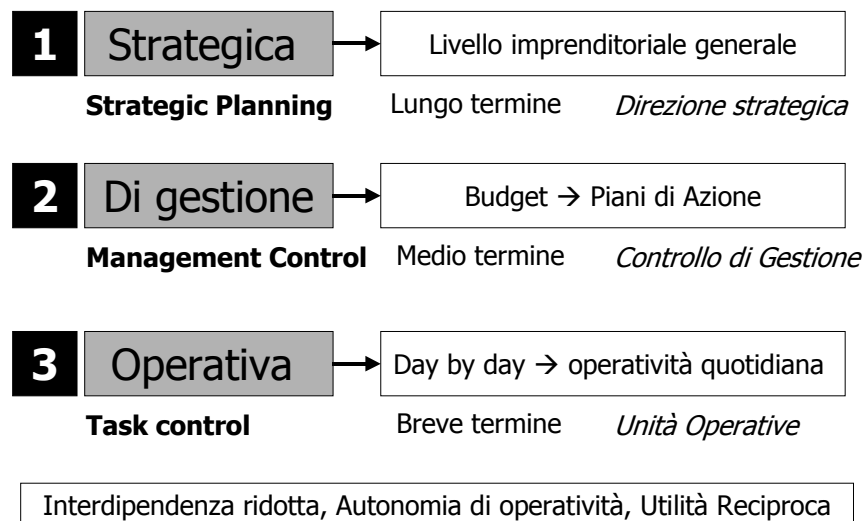 1 Strategica Livello imprenditoriale generale
Strategic Planning Lungo termine Direzione strategica
2 Di gestione Budget → Piani di Azione
Management Control Medio termine Controllo di Gestione
3 Operativa Day by day → operatività quotidiana
Task control Breve termine Unità Operative
Interdipendenza ridotta, Autonomia di operatività, Utilità Reciproca